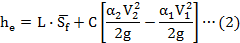 hₑ = L · S̄_f + C [ α₂V₂²/2g − α₁V₁²/2g ] ⋯ (2)